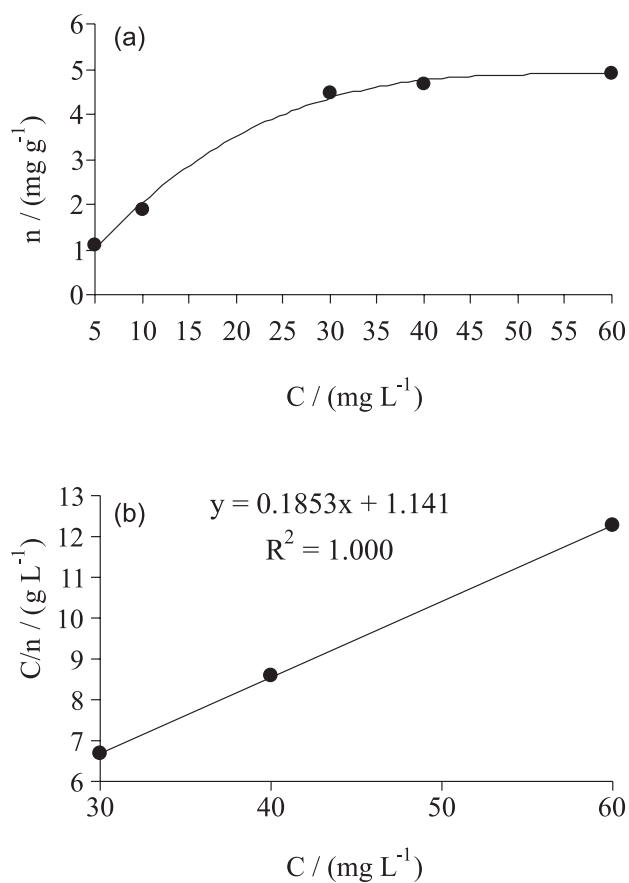 (a)
6
5
4
3
2
1
0
n / (mg g⁻¹)
5 10 15 20 25 30 35 40 45 50 55 60
C / (mg L⁻¹)
(b)
y = 0.1853x + 1.141
R² = 1.000
13
12
11
10
9
8
7
6
C/n / (g L⁻¹)
30 40 50 60
C / (mg L⁻¹)